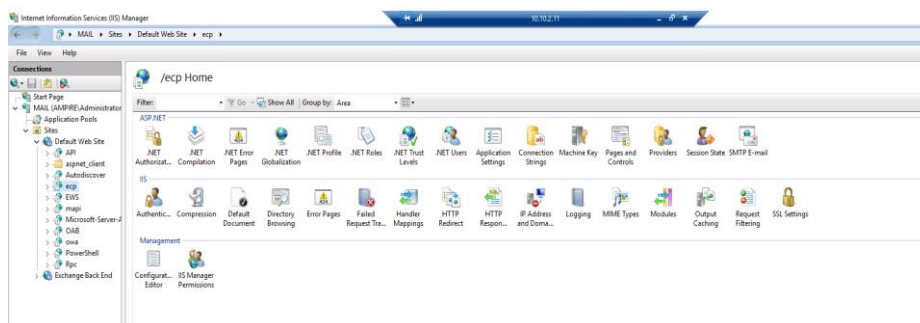 Internet Information Services (IIS) Manager
10.10.2.11
MAIL ▸ Sites ▸ Default Web Site ▸ ecp ▸
File View Help
Connections
Start Page
MAIL (AMPIRE\Administrator
Application Pools
Sites
Default Web Site
API
aspnet_client
Autodiscover
ecp
EWS
mapi
Microsoft-Server-A
OAB
owa
PowerShell
Rpc
Exchange Back End
/ecp Home
Filter: Go Show All Group by: Area
ASP.NET
.NET Authorizat...
.NET Compilation
.NET Error Pages
.NET Globalization
.NET Profile
.NET Roles
.NET Trust Levels
.NET Users
Application Settings
Connection Strings
Machine Key
Pages and Controls
Providers
Session State
SMTP E-mail
IIS
Authentic...
Compression
Default Document
Directory Browsing
Error Pages
Failed Request Tra...
Handler Mappings
HTTP Redirect
HTTP Respon...
IP Address and Doma...
Logging
MIME Types
Modules
Output Caching
Request Filtering
SSL Settings
Management
Configurat... Editor
IIS Manager Permissions